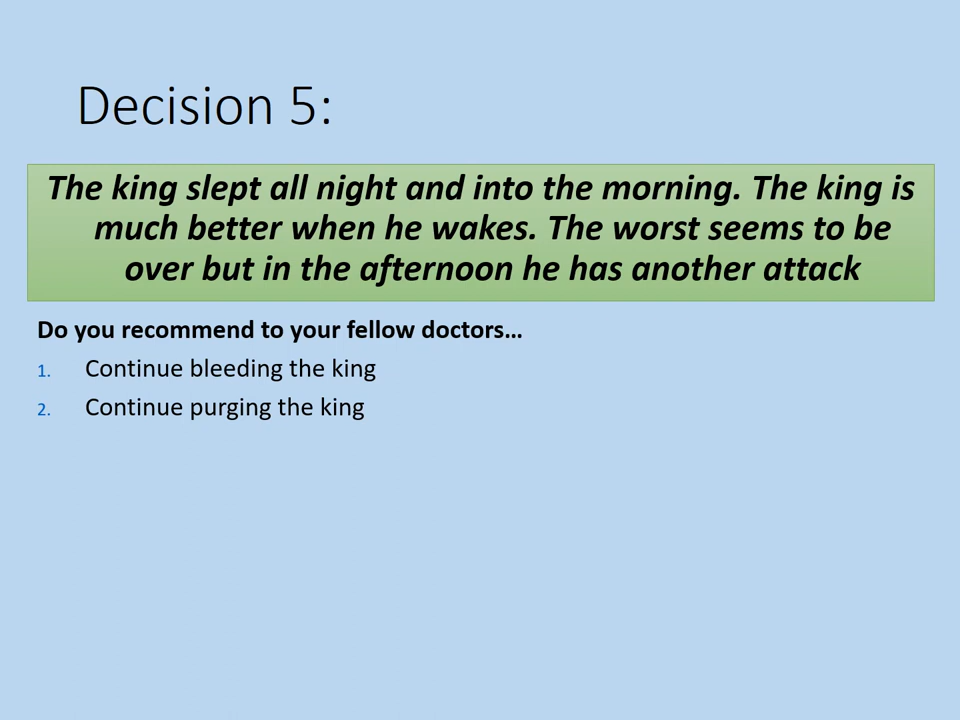 Decision 5:
The king slept all night and into the morning. The king is
much better when he wakes. The worst seems to be
over but in the afternoon he has another attack
Do you recommend to your fellow doctors…
1. Continue bleeding the king
2. Continue purging the king